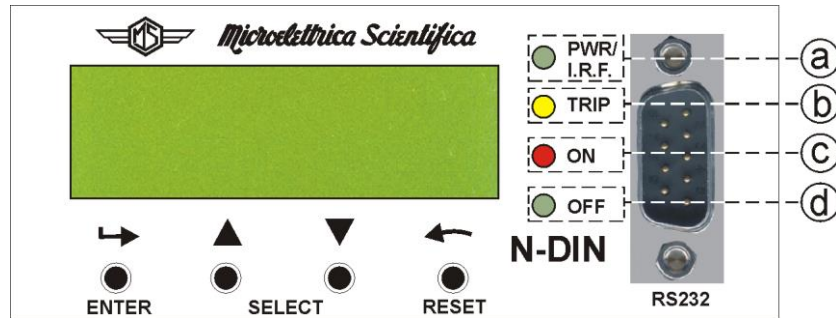 MS Microelettrica Scientifica
PWR/
I.R.F.
a
TRIP
b
ON
c
OFF
d
N-DIN
ENTER
SELECT
RESET
RS232